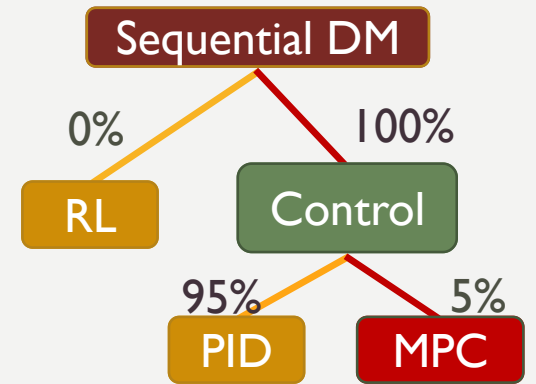 Sequential DM
0%
100%
RL
Control
95%
5%
PID
MPC